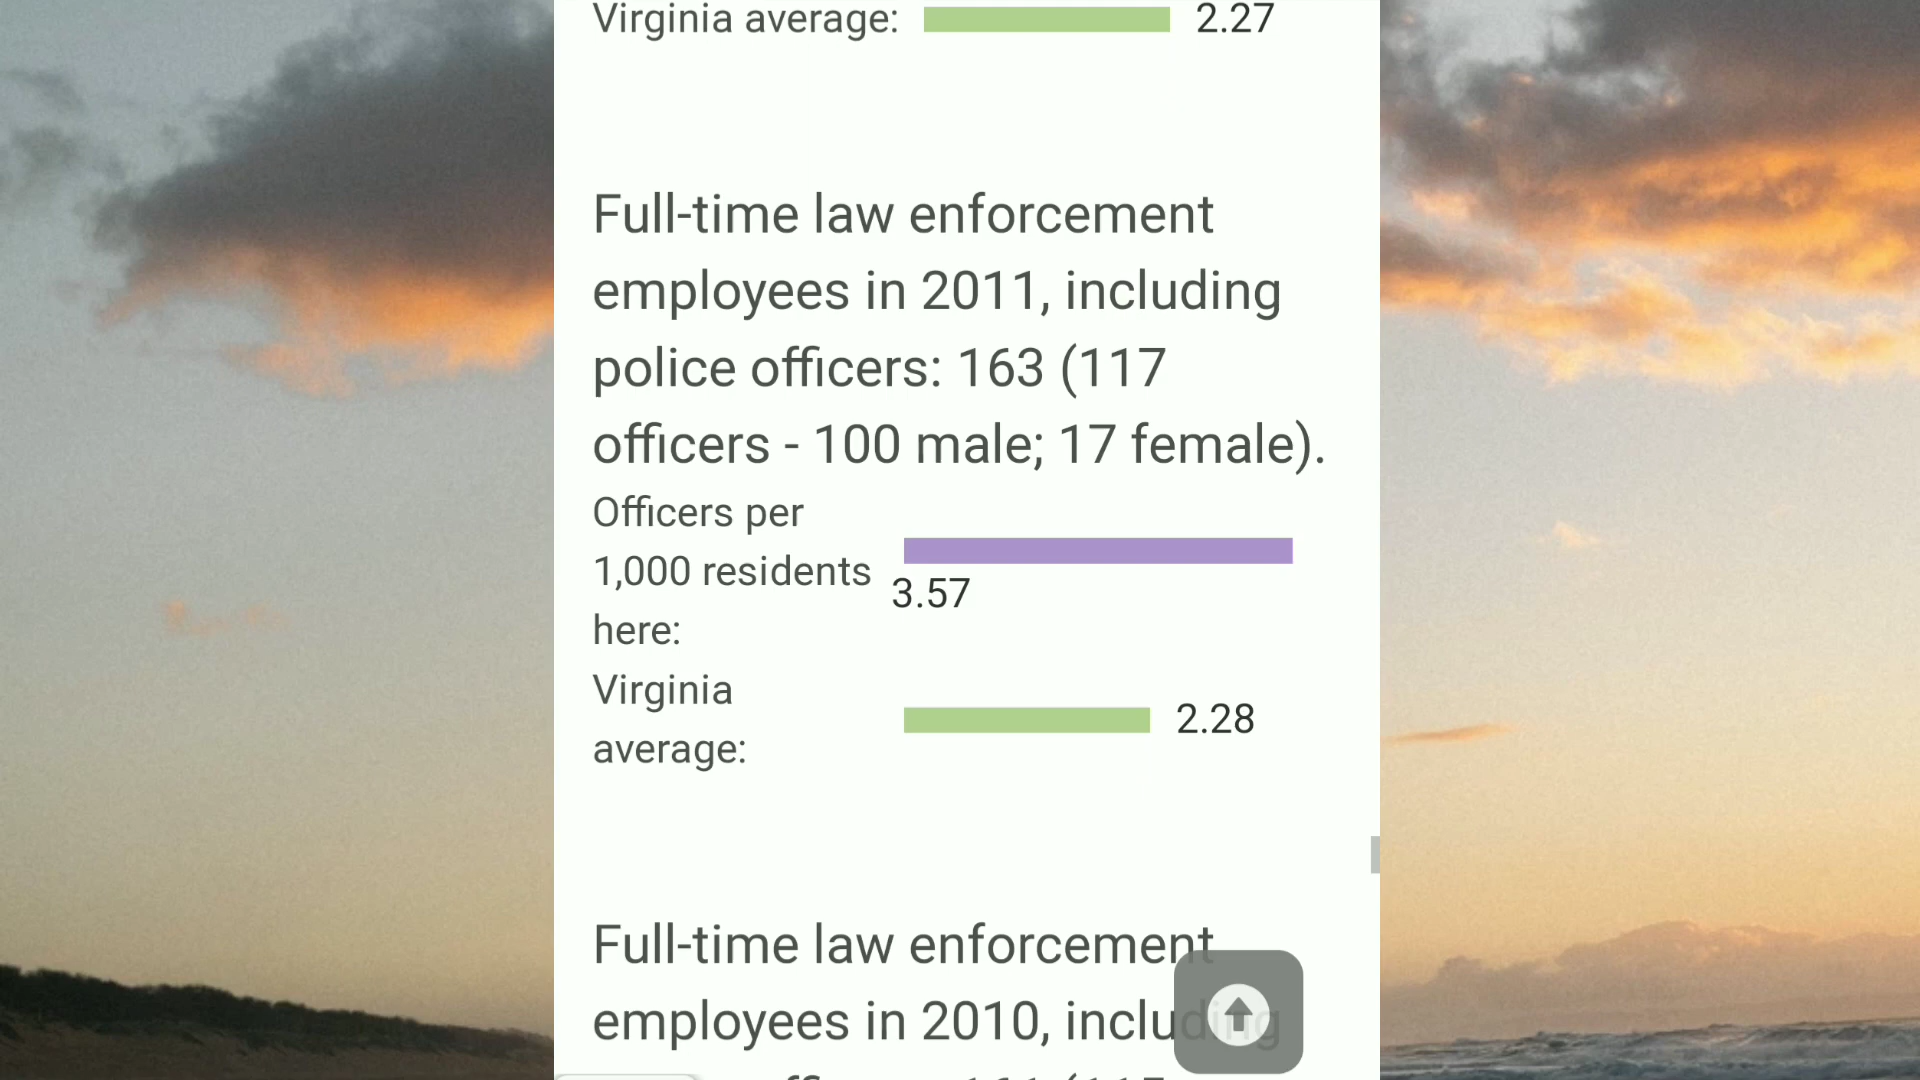 Virginia average: 2.27
Full-time law enforcement
employees in 2011, including
police officers: 163 (117
officers - 100 male; 17 female).
Officers per
1,000 residents
here:
3.57
Virginia
average:
2.28
Full-time law enforcement
employees in 2010, including